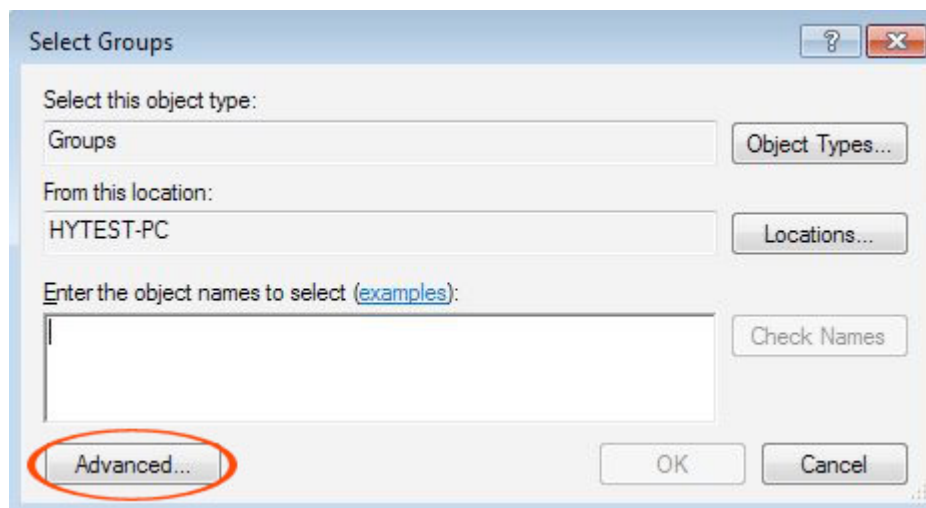 Select Groups
Select this object type:
Groups
Object Types...
From this location:
HYTEST-PC
Locations...
Enter the object names to select (examples):
Check Names
Advanced...
OK
Cancel